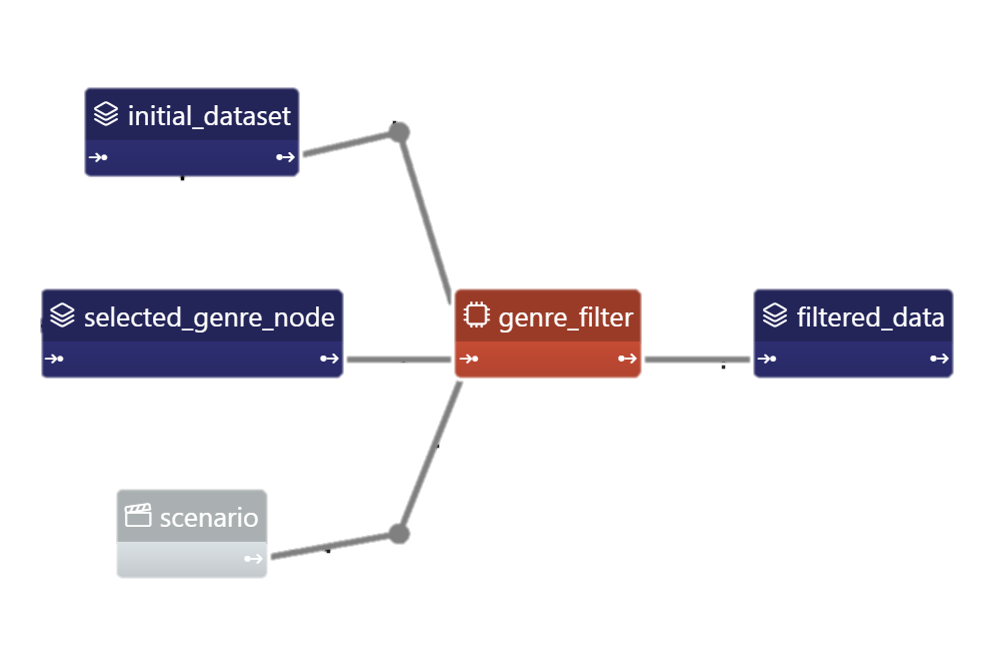 initial_dataset
selected_genre_node
genre_filter
filtered_data
scenario